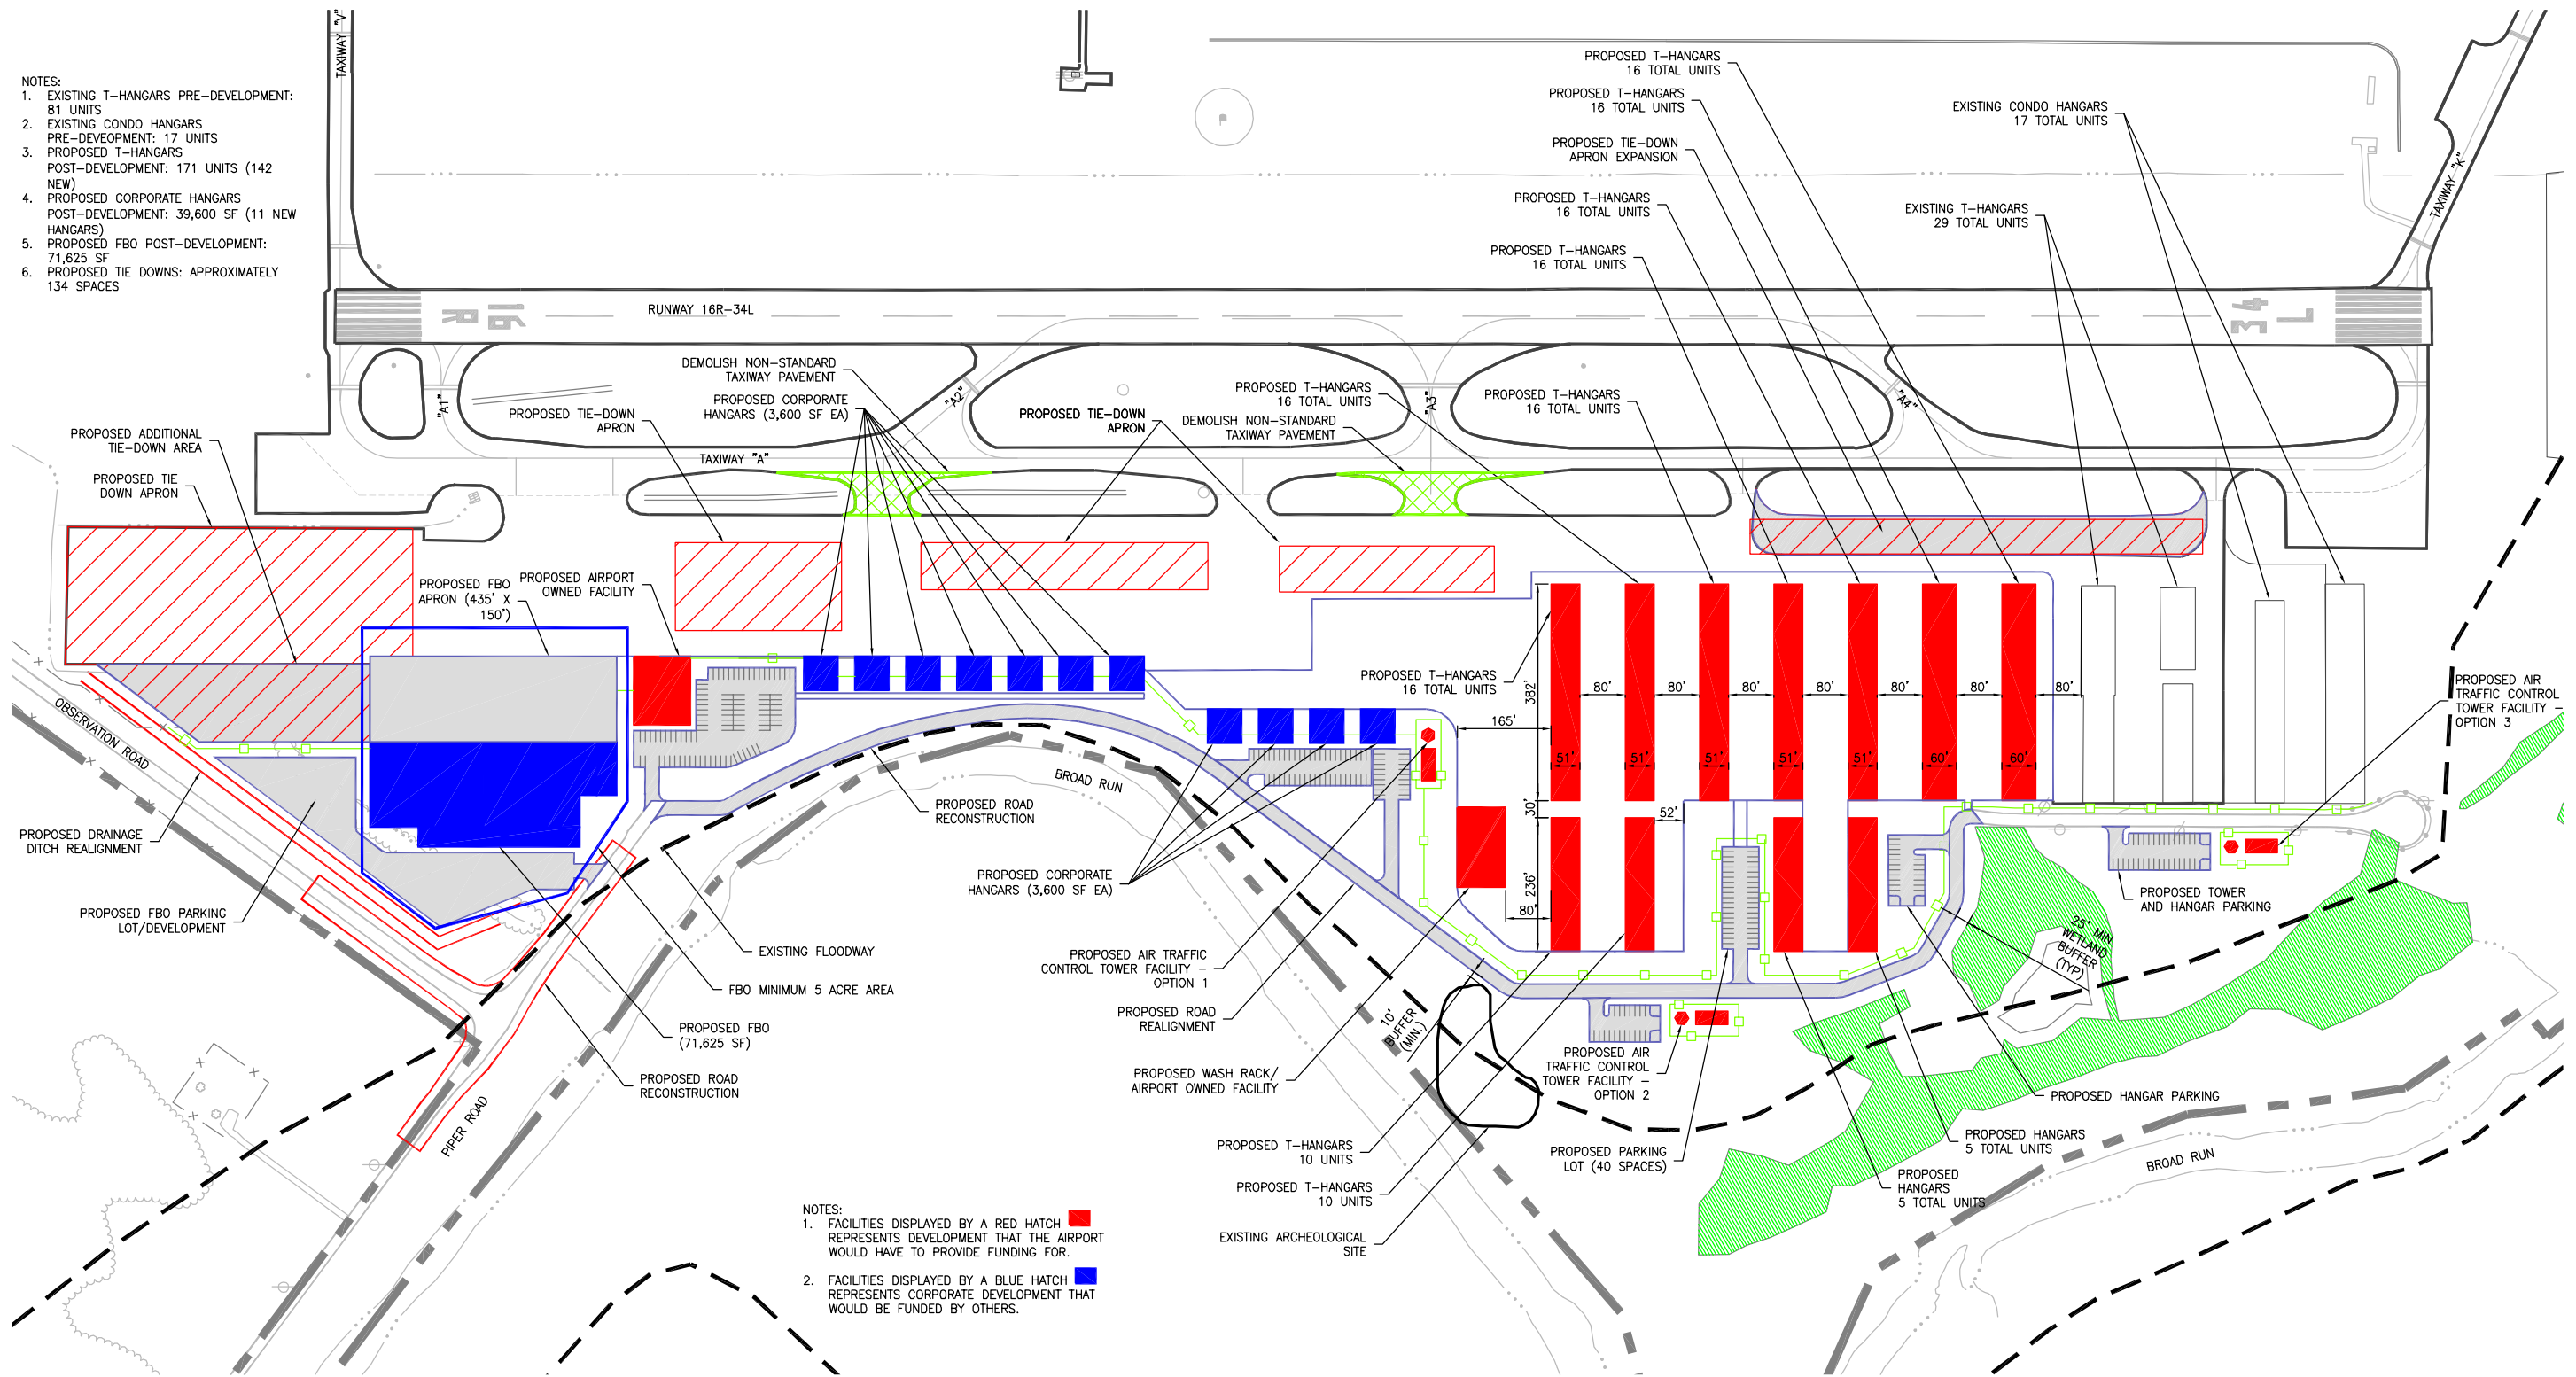 TAXIWAY "V"
NOTES:
1. EXISTING T-HANGARS PRE-DEVELOPMENT:
81 UNITS
2. EXISTING CONDO HANGARS
PRE-DEVEOPMENT: 17 UNITS
3. PROPOSED T-HANGARS
POST-DEVELOPMENT: 171 UNITS (142
NEW)
4. PROPOSED CORPORATE HANGARS
POST-DEVELOPMENT: 39,600 SF (11 NEW
HANGARS)
5. PROPOSED FBO POST-DEVELOPMENT:
71,625 SF
6. PROPOSED TIE DOWNS: APPROXIMATELY
134 SPACES
PROPOSED T-HANGARS
16 TOTAL UNITS
PROPOSED T-HANGARS
16 TOTAL UNITS
PROPOSED TIE-DOWN
APRON EXPANSION
PROPOSED T-HANGARS
16 TOTAL UNITS
PROPOSED T-HANGARS
16 TOTAL UNITS
EXISTING CONDO HANGARS
17 TOTAL UNITS
EXISTING T-HANGARS
29 TOTAL UNITS
TAXIWAY "K"
16
R
RUNWAY 16R-34L
34
L
DEMOLISH NON-STANDARD
TAXIWAY PAVEMENT
PROPOSED CORPORATE
HANGARS (3,600 SF EA)
PROPOSED TIE-DOWN
APRON
"A1"
"A2"
PROPOSED TIE-DOWN
APRON
PROPOSED T-HANGARS
16 TOTAL UNITS
DEMOLISH NON-STANDARD
TAXIWAY PAVEMENT
"A3"
PROPOSED T-HANGARS
16 TOTAL UNITS
"A4"
TAXIWAY "A"
PROPOSED ADDITIONAL
TIE-DOWN AREA
PROPOSED TIE
DOWN APRON
PROPOSED FBO
APRON (435' X
150')
PROPOSED AIRPORT
OWNED FACILITY
PROPOSED T-HANGARS
16 TOTAL UNITS
382'
80'
80'
80'
80'
80'
80'
80'
165'
51'
51'
51'
51'
51'
60'
60'
30'
52'
236'
80'
PROPOSED AIR
TRAFFIC CONTROL
TOWER FACILITY -
OPTION 3
OBSERVATION ROAD
BROAD RUN
PROPOSED ROAD
RECONSTRUCTION
PROPOSED DRAINAGE
DITCH REALIGNMENT
PROPOSED FBO PARKING
LOT/DEVELOPMENT
PROPOSED CORPORATE
HANGARS (3,600 SF EA)
EXISTING FLOODWAY
FBO MINIMUM 5 ACRE AREA
PROPOSED FBO
(71,625 SF)
PROPOSED ROAD
RECONSTRUCTION
PIPER ROAD
PROPOSED AIR TRAFFIC
CONTROL TOWER FACILITY -
OPTION 1
PROPOSED ROAD
REALIGNMENT
PROPOSED WASH RACK/
AIRPORT OWNED FACILITY
10'
BUFFER
(MIN.)
PROPOSED T-HANGARS
10 UNITS
PROPOSED T-HANGARS
10 UNITS
EXISTING ARCHEOLOGICAL
SITE
PROPOSED AIR
TRAFFIC CONTROL
TOWER FACILITY -
OPTION 2
PROPOSED PARKING
LOT (40 SPACES)
PROPOSED TOWER
AND HANGAR PARKING
25' MIN
WETLAND
BUFFER
(TYP)
PROPOSED HANGAR PARKING
PROPOSED HANGARS
5 TOTAL UNITS
PROPOSED
HANGARS
5 TOTAL UNITS
BROAD RUN
NOTES:
1. FACILITIES DISPLAYED BY A RED HATCH
REPRESENTS DEVELOPMENT THAT THE AIRPORT
WOULD HAVE TO PROVIDE FUNDING FOR.
2. FACILITIES DISPLAYED BY A BLUE HATCH
REPRESENTS CORPORATE DEVELOPMENT THAT
WOULD BE FUNDED BY OTHERS.